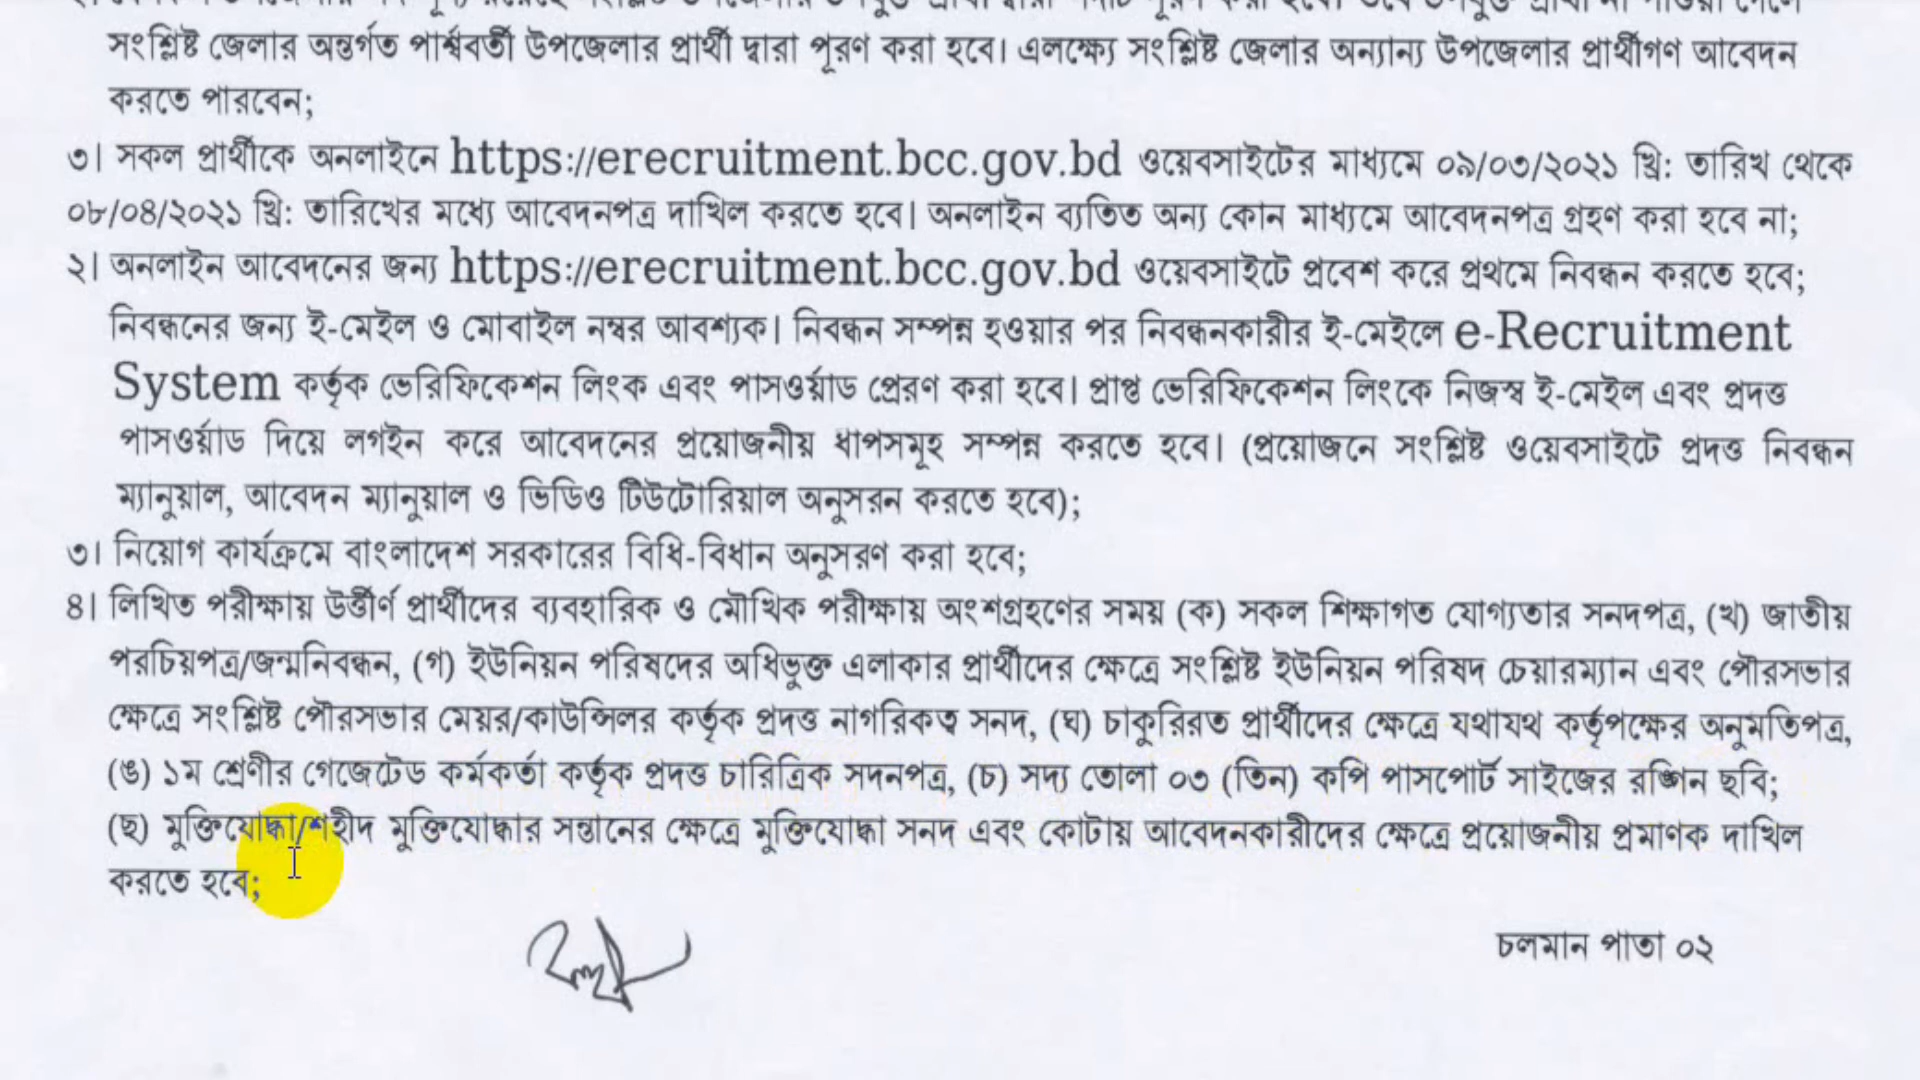 সংশ্লিষ্ট জেলার অন্তর্গত পার্শ্ববর্তী উপজেলার প্রার্থী দ্বারা পূরণ করা হবে। এলক্ষ্যে সংশ্লিষ্ট জেলার অন্যান্য উপজেলার প্রার্থীগণ আবেদন
করতে পারবেন;
৩। সকল প্রার্থীকে অনলাইনে https://erecruitment.bcc.gov.bd ওয়েবসাইটের মাধ্যমে ০৯/০৩/২০২১ খ্রি: তারিখ থেকে
০৮/০৪/২০২১ খ্রি: তারিখের মধ্যে আবেদনপত্র দাখিল করতে হবে। অনলাইন ব্যতিত অন্য কোন মাধ্যমে আবেদনপত্র গ্রহণ করা হবে না;
২। অনলাইন আবেদনের জন্য https://erecruitment.bcc.gov.bd ওয়েবসাইটে প্রবেশ করে প্রথমে নিবন্ধন করতে হবে;
নিবন্ধনের জন্য ই-মেইল ও মোবাইল নম্বর আবশ্যক। নিবন্ধন সম্পন্ন হওয়ার পর নিবন্ধনকারীর ই-মেইলে e-Recruitment
System কর্তৃক ভেরিফিকেশন লিংক এবং পাসওর্য়াড প্রেরণ করা হবে। প্রাপ্ত ভেরিফিকেশন লিংকে নিজস্ব ই-মেইল এবং প্রদত্ত
পাসওর্য়াড দিয়ে লগইন করে আবেদনের প্রয়োজনীয় ধাপসমূহ সম্পন্ন করতে হবে। (প্রয়োজনে সংশ্লিষ্ট ওয়েবসাইটে প্রদত্ত নিবন্ধন
ম্যানুয়াল, আবেদন ম্যানুয়াল ও ভিডিও টিউটোরিয়াল অনুসরন করতে হবে);
৩। নিয়োগ কার্যক্রমে বাংলাদেশ সরকারের বিধি-বিধান অনুসরণ করা হবে;
৪। লিখিত পরীক্ষায় উর্ত্তীর্ণ প্রার্থীদের ব্যবহারিক ও মৌখিক পরীক্ষায় অংশগ্রহণের সময় (ক) সকল শিক্ষাগত যোগ্যতার সনদপত্র, (খ) জাতীয়
পরচিয়পত্র/জন্মনিবন্ধন, (গ) ইউনিয়ন পরিষদের অধিভুক্ত এলাকার প্রার্থীদের ক্ষেত্রে সংশ্লিষ্ট ইউনিয়ন পরিষদ চেয়ারম্যান এবং পৌরসভার
ক্ষেত্রে সংশ্লিষ্ট পৌরসভার মেয়র/কাউন্সিলর কর্তৃক প্রদত্ত নাগরিকত্ব সনদ, (ঘ) চাকুরিরত প্রার্থীদের ক্ষেত্রে যথাযথ কর্তৃপক্ষের অনুমতিপত্র,
(ঙ) ১ম শ্রেণীর গেজেটেড কর্মকর্তা কর্তৃক প্রদত্ত চারিত্রিক সদনপত্র, (চ) সদ্য তোলা ০৩ (তিন) কপি পাসপোর্ট সাইজের রঙ্গিন ছবি;
(ছ) মুক্তিযোদ্ধা/শহীদ মুক্তিযোদ্ধার সন্তানের ক্ষেত্রে মুক্তিযোদ্ধা সনদ এবং কোটায় আবেদনকারীদের ক্ষেত্রে প্রয়োজনীয় প্রমাণক দাখিল
করতে হবে;
চলমান পাতা ০২